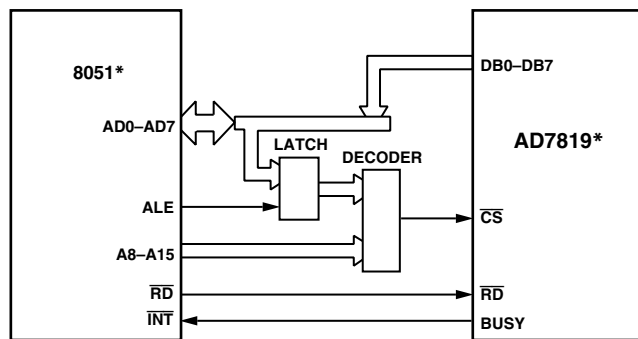 8051*
DB0–DB7
AD0–AD7
AD7819*
LATCH
DECODER
ALE
CS
A8–A15
RD
RD
INT
BUSY